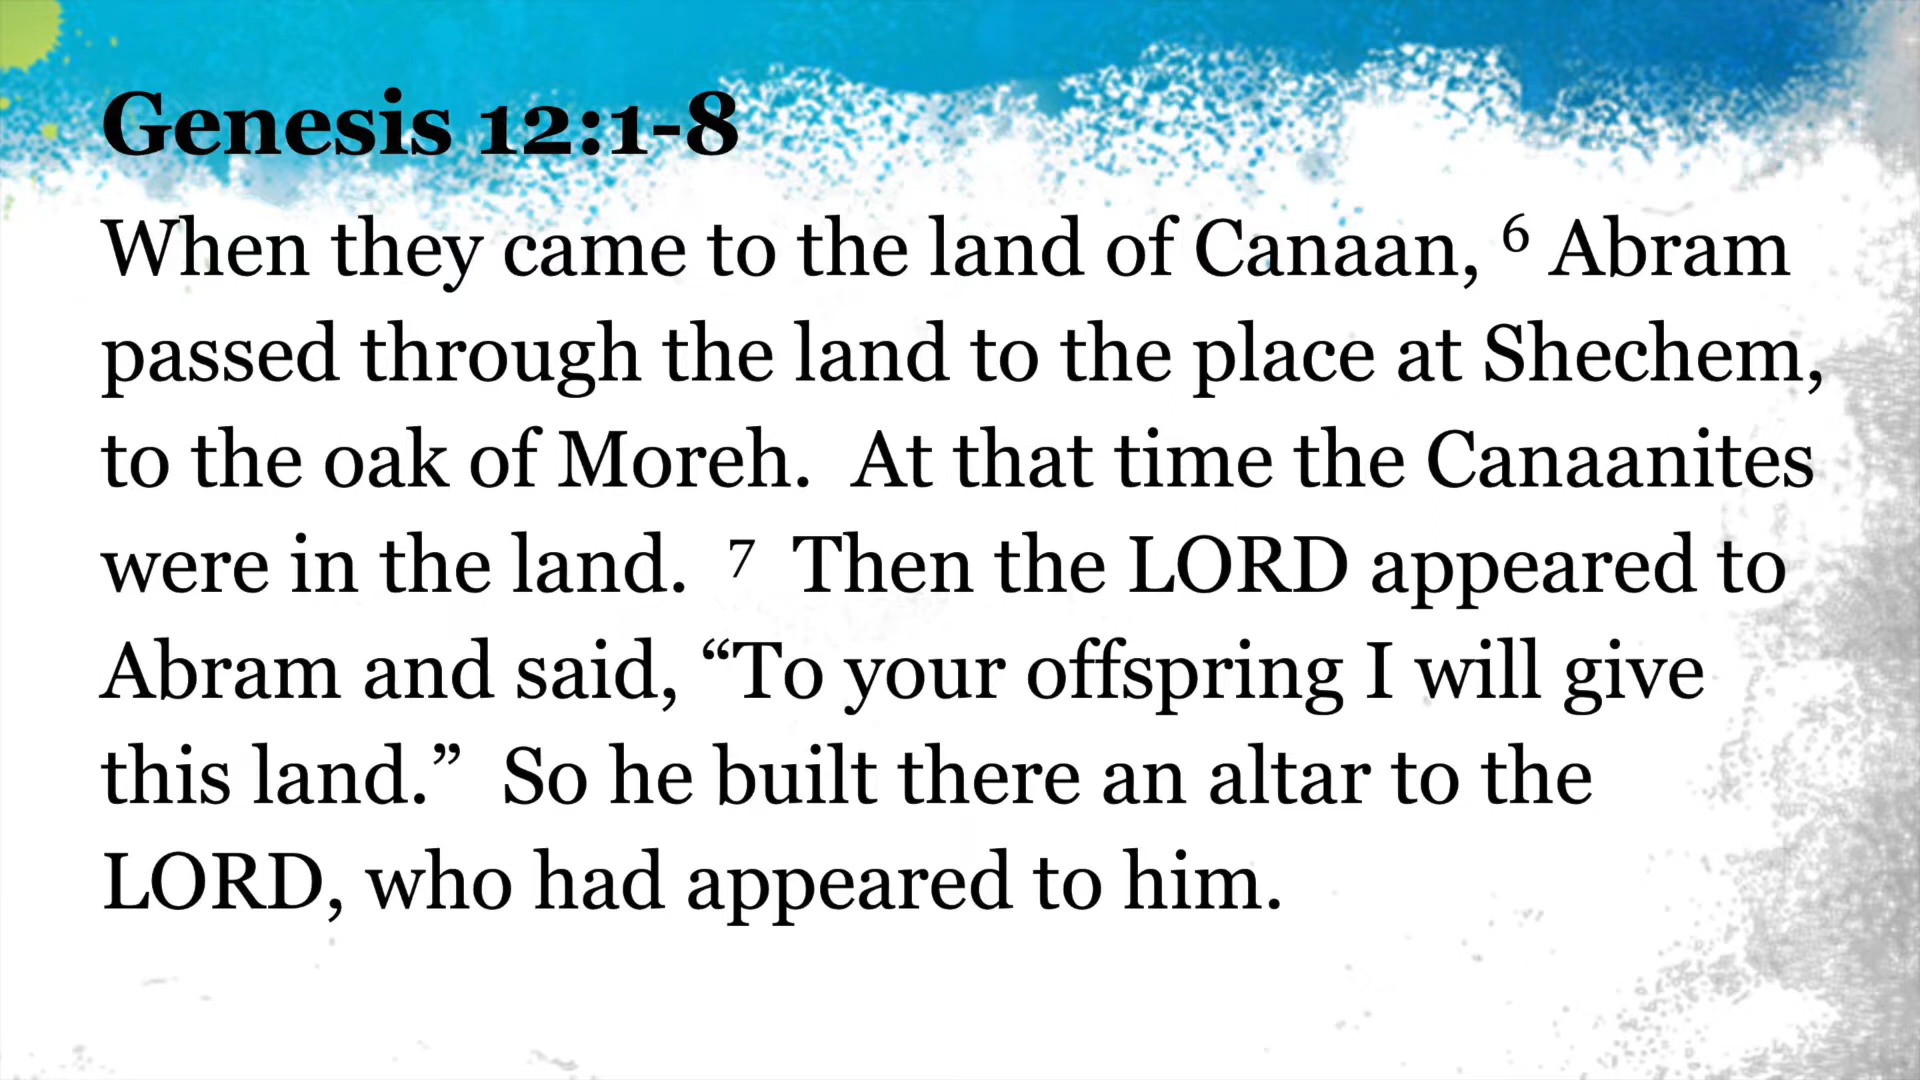 Genesis 12:1-8
When they came to the land of Canaan, ⁶ Abram
passed through the land to the place at Shechem,
to the oak of Moreh.  At that time the Canaanites
were in the land.  ⁷  Then the LORD appeared to
Abram and said, “To your offspring I will give
this land.”  So he built there an altar to the
LORD, who had appeared to him.